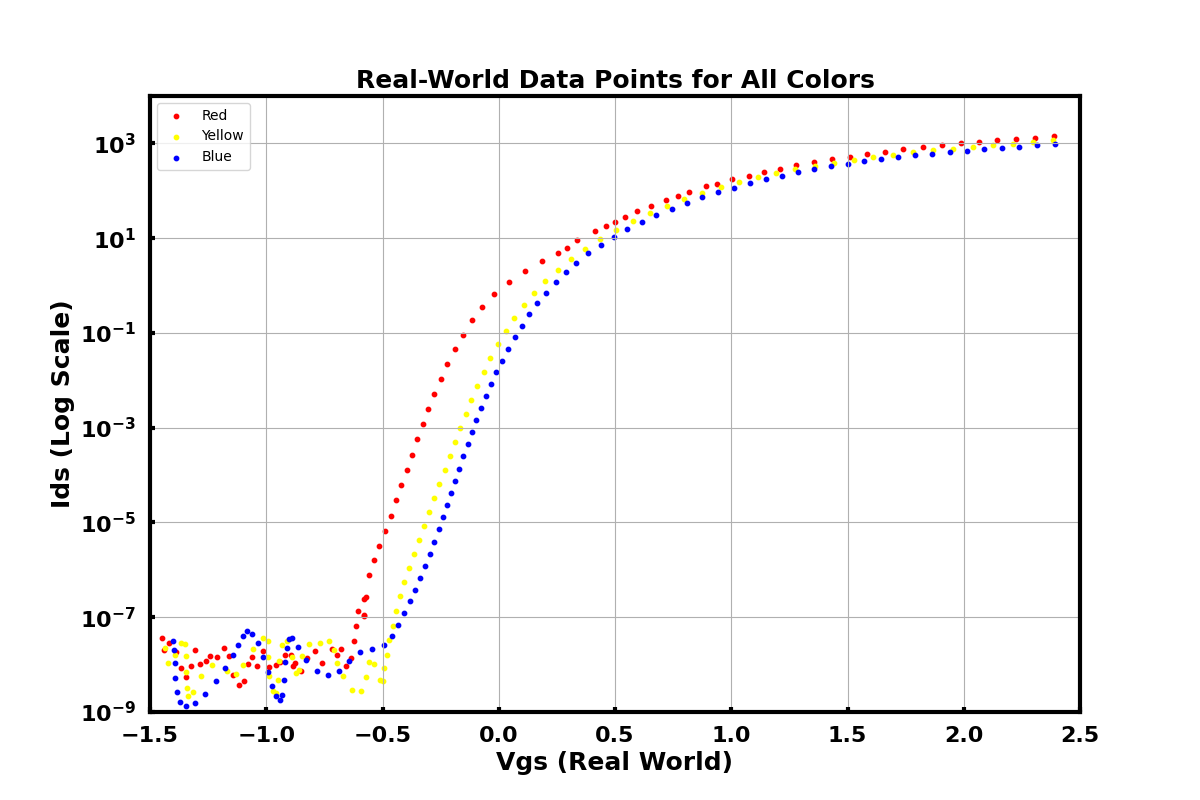 Real-World Data Points for All Colors
Red
Yellow
Blue
Ids (Log Scale)
10³
10¹
10⁻¹
10⁻³
10⁻⁵
10⁻⁷
10⁻⁹
−1.5 −1.0 −0.5 0.0 0.5 1.0 1.5 2.0 2.5
Vgs (Real World)